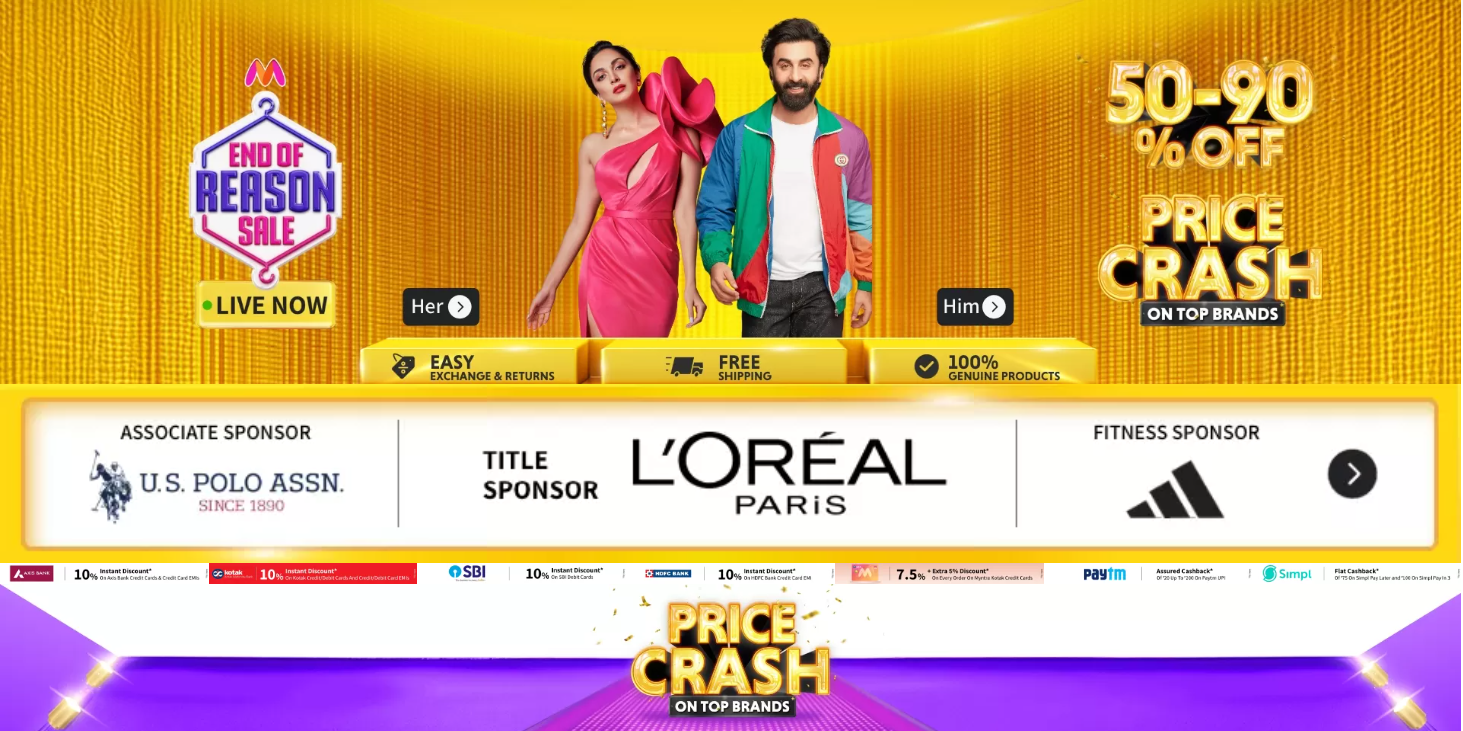 END OF
REASON
SALE
LIVE NOW
50-90
% OFF
PRICE
CRASH
ON TOP BRANDS
Her
Him
EASY
EXCHANGE & RETURNS
FREE
SHIPPING
100%
GENUINE PRODUCTS
ASSOCIATE SPONSOR
U.S. POLO ASSN.
SINCE 1890
TITLE
SPONSOR
L'ORÉAL
PARiS
FITNESS SPONSOR
AXIS BANK
10% Instant Discount*
On Axis Bank Credit Cards & Credit Card EMIs
kotak
10% Instant Discount*
On Kotak Credit/Debit Cards And Credit/Debit Card EMIs
SBI
10% Instant Discount*
On SBI Debit Cards
HDFC BANK
10% Instant Discount*
On HDFC Bank Credit Card EMI
7.5% + Extra 5% Discount*
On Every Order On Myntra Kotak Credit Cards
paytm
Assured Cashback*
Of ₹20 Up To ₹200 On Paytm UPI
Simpl
Flat Cashback*
Of ₹75 On Simpl Pay Later and ₹100 On Simpl Pay In 3
PRICE
CRASH
ON TOP BRANDS